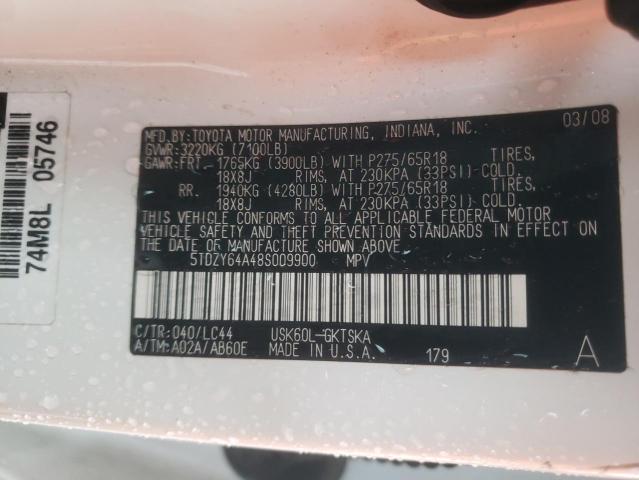 MFD.BY:TOYOTA MOTOR MANUFACTURING, INDIANA, INC. 03/08
GVWR:3220KG (7100LB)
GAWR:FRT. 1765KG (3900LB) WITH P275/65R18 TIRES,
18X8J RIMS, AT 230KPA (33PSI) COLD.
RR. 1940KG (4280LB) WITH P275/65R18 TIRES,
18X8J RIMS, AT 230KPA (33PSI) COLD.
THIS VEHICLE CONFORMS TO ALL APPLICABLE FEDERAL MOTOR
VEHICLE SAFETY AND THEFT PREVENTION STANDARDS IN EFFECT ON
THE DATE OF MANUFACTURE SHOWN ABOVE.
5TDZY64A48S009900 MPV
C/TR:040/LC44 USK60L-GKTSKA
A/TM:A02A/AB60E MADE IN U.S.A. 179 A
74M8L 05746